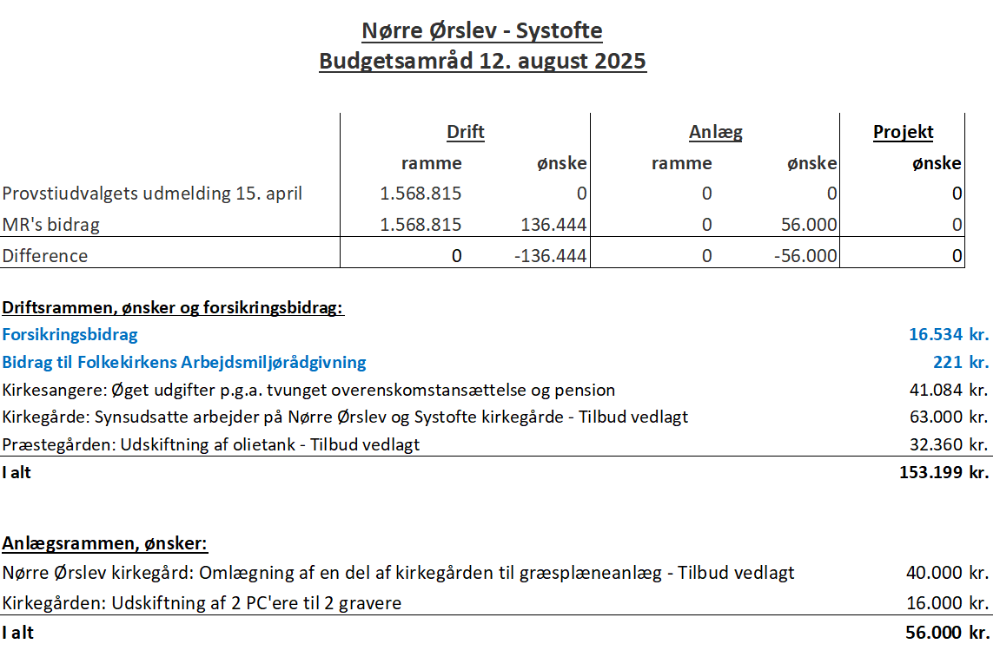 Nørre Ørslev - Systofte
Budgetsamråd 12. august 2025
Drift Anlæg Projekt
ramme ønske ramme ønske ønske
Provstiudvalgets udmelding 15. april 1.568.815 0 0 0 0
MR's bidrag 1.568.815 136.444 0 56.000 0
Difference 0 -136.444 0 -56.000 0
Driftsrammen, ønsker og forsikringsbidrag:
Forsikringsbidrag 16.534 kr.
Bidrag til Folkekirkens Arbejdsmiljørådgivning 221 kr.
Kirkesangere: Øget udgifter p.g.a. tvunget overenskomstansættelse og pension 41.084 kr.
Kirkegårde: Synsudsatte arbejder på Nørre Ørslev og Systofte kirkegårde - Tilbud vedlagt 63.000 kr.
Præstegården: Udskiftning af olietank - Tilbud vedlagt 32.360 kr.
I alt 153.199 kr.
Anlægsrammen, ønsker:
Nørre Ørslev kirkegård: Omlægning af en del af kirkegården til græsplæneanlæg - Tilbud vedlagt 40.000 kr.
Kirkegården: Udskiftning af 2 PC'ere til 2 gravere 16.000 kr.
I alt 56.000 kr.